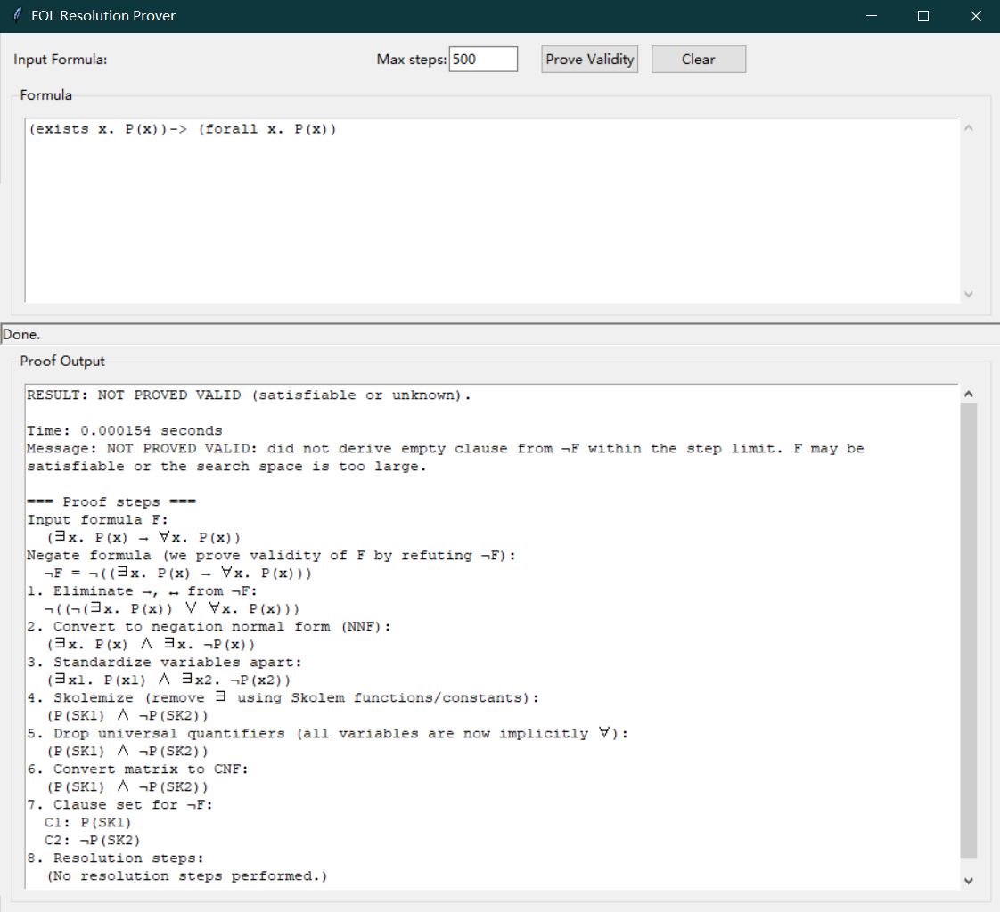 FOL Resolution Prover
Input Formula: Max steps: 500 Prove Validity Clear
Formula
(exists x. P(x))-> (forall x. P(x))
Done.
Proof Output
RESULT: NOT PROVED VALID (satisfiable or unknown).
Time: 0.000154 seconds
Message: NOT PROVED VALID: did not derive empty clause from ¬F within the step limit. F may be
satisfiable or the search space is too large.
=== Proof steps ===
Input formula F:
(∃x. P(x) → ∀x. P(x))
Negate formula (we prove validity of F by refuting ¬F):
¬F = ¬((∃x. P(x) → ∀x. P(x)))
1. Eliminate →, ↔ from ¬F:
¬((¬(∃x. P(x)) ∨ ∀x. P(x)))
2. Convert to negation normal form (NNF):
(∃x. P(x) ∧ ∃x. ¬P(x))
3. Standardize variables apart:
(∃x1. P(x1) ∧ ∃x2. ¬P(x2))
4. Skolemize (remove ∃ using Skolem functions/constants):
(P(SK1) ∧ ¬P(SK2))
5. Drop universal quantifiers (all variables are now implicitly ∀):
(P(SK1) ∧ ¬P(SK2))
6. Convert matrix to CNF:
(P(SK1) ∧ ¬P(SK2))
7. Clause set for ¬F:
C1: P(SK1)
C2: ¬P(SK2)
8. Resolution steps:
(No resolution steps performed.)